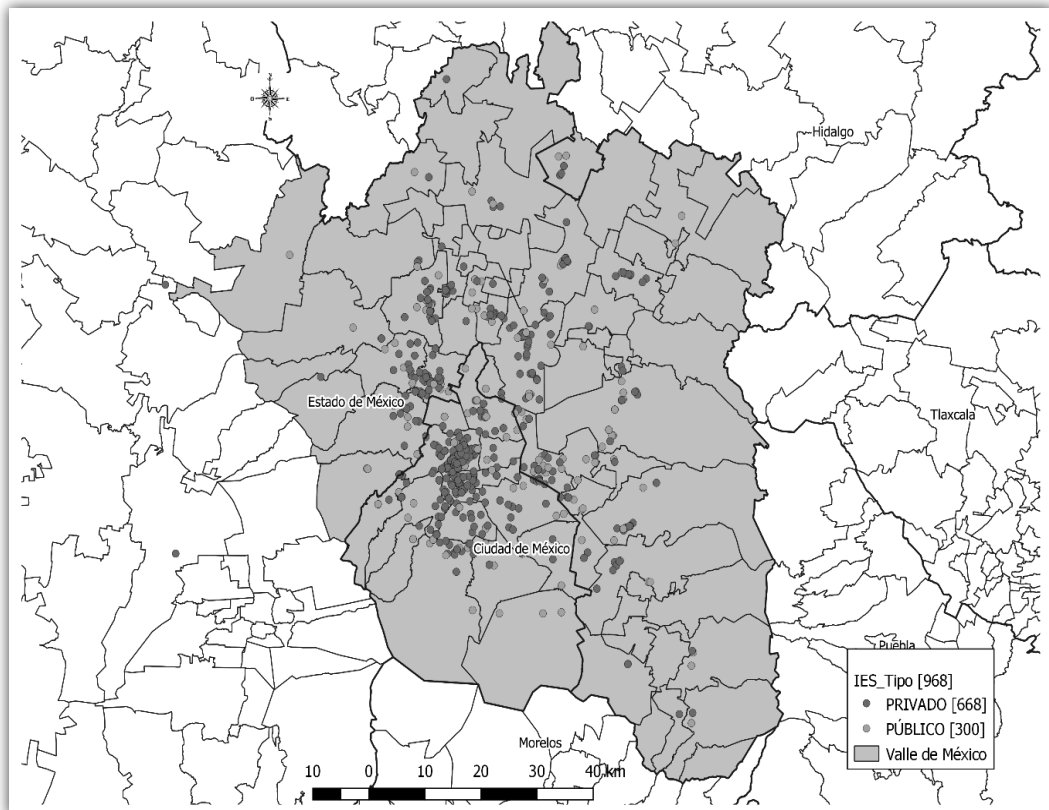 Hidalgo
Estado de México
Tlaxcala
Ciudad de México
Puebla
Morelos
IES_Tipo [968]
PRIVADO [668]
PÚBLICO [300]
Valle de México
10 0 10 20 30 40 km